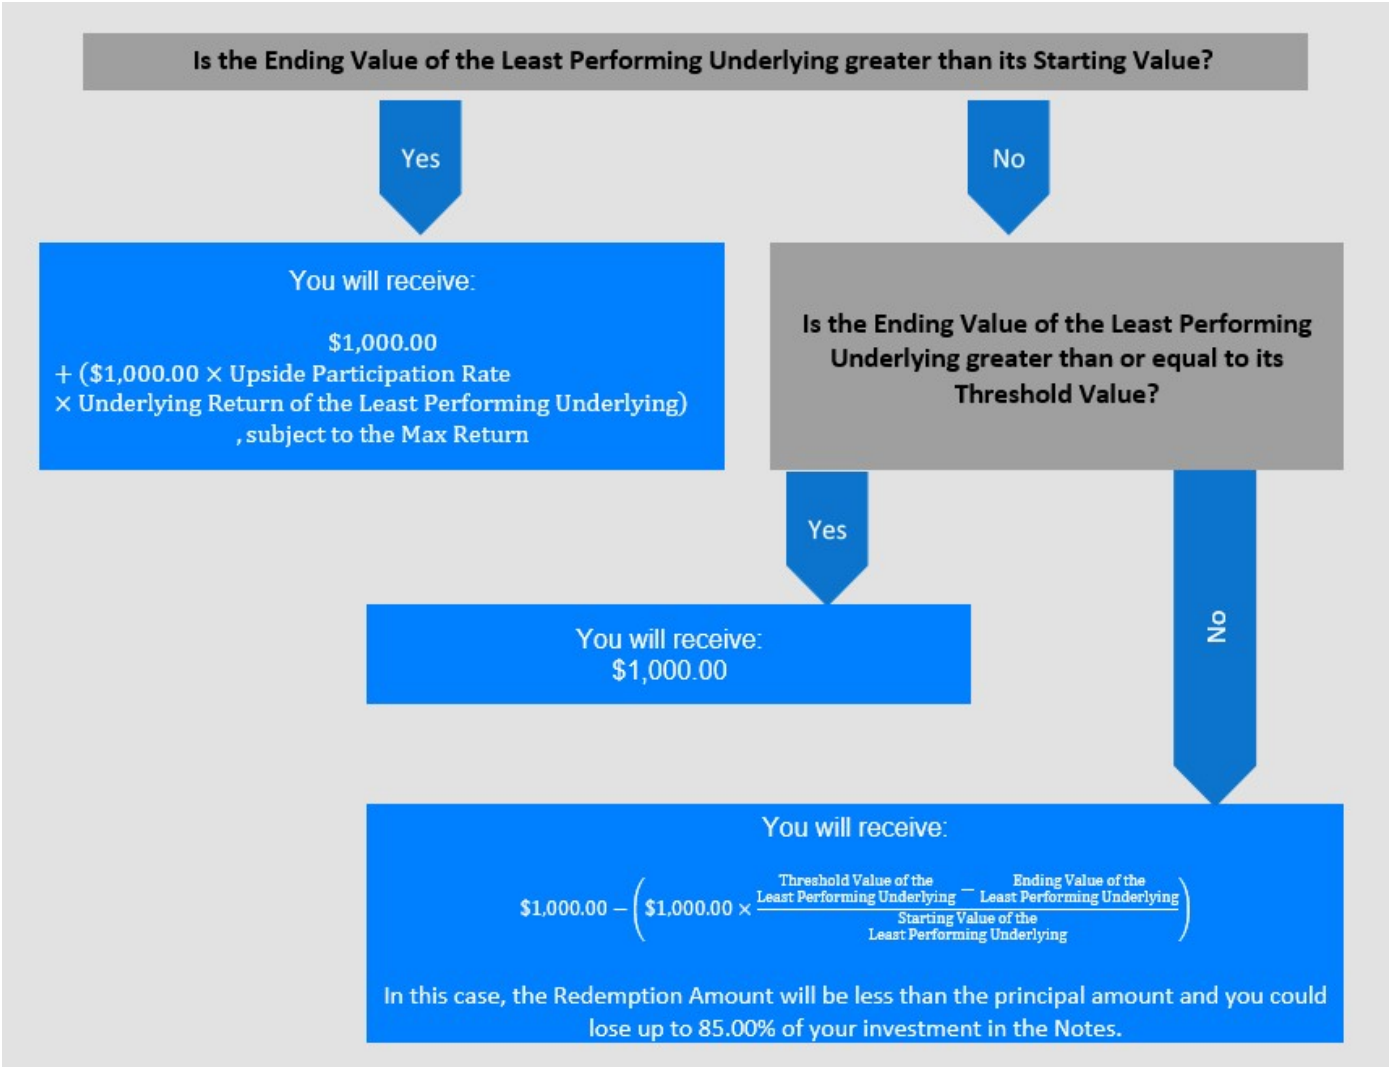 Is the Ending Value of the Least Performing Underlying greater than its Starting Value?
Yes
No
You will receive:
$1,000.00
+ ($1,000.00 × Upside Participation Rate
× Underlying Return of the Least Performing Underlying)
, subject to the Max Return
Is the Ending Value of the Least Performing
Underlying greater than or equal to its
Threshold Value?
Yes
No
You will receive:
$1,000.00
You will receive:
$1,000.00 − ($1,000.00 ×
Threshold Value of the
Least Performing Underlying
−
Ending Value of the
Least Performing Underlying
Starting Value of the
Least Performing Underlying
)
In this case, the Redemption Amount will be less than the principal amount and you could
lose up to 85.00% of your investment in the Notes.